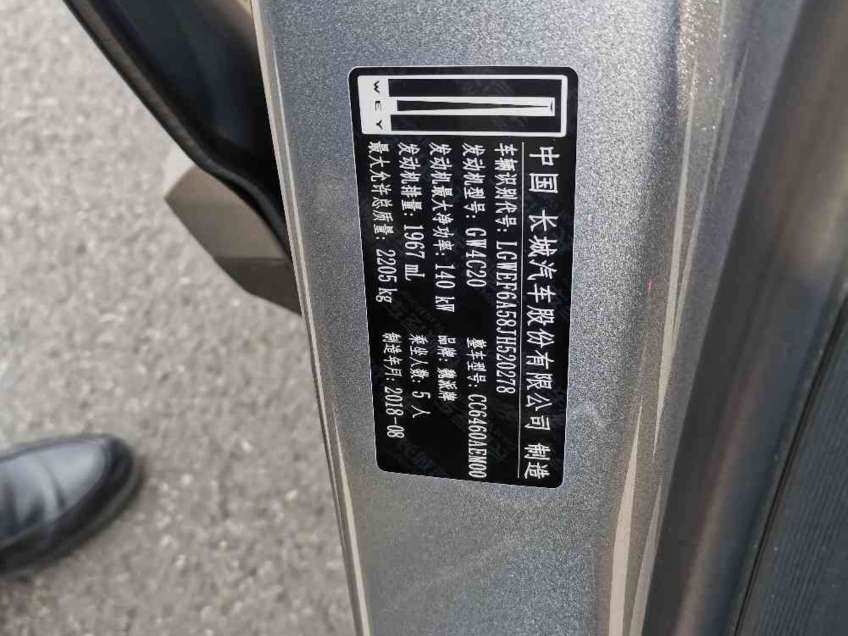 WEY
中国 长城汽车股份有限公司 制造
车辆识别代号: LGWEF6A58JH520278
发动机型号: GW4C20 整车型号: CC6460AEM00
发动机最大净功率: 140 kW 品牌: 魏派牌
发动机排量: 1967 mL 乘坐人数: 5 人
最大允许总质量: 2205 kg 制造年月: 2018-08